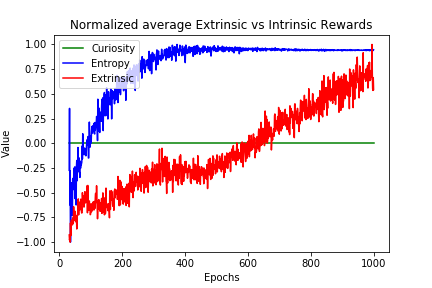 Normalized average Extrinsic vs Intrinsic Rewards
1.00
0.75
0.50
0.25
0.00
−0.25
−0.50
−0.75
−1.00
Value
Curiosity
Entropy
Extrinsic
0 200 400 600 800 1000
Epochs